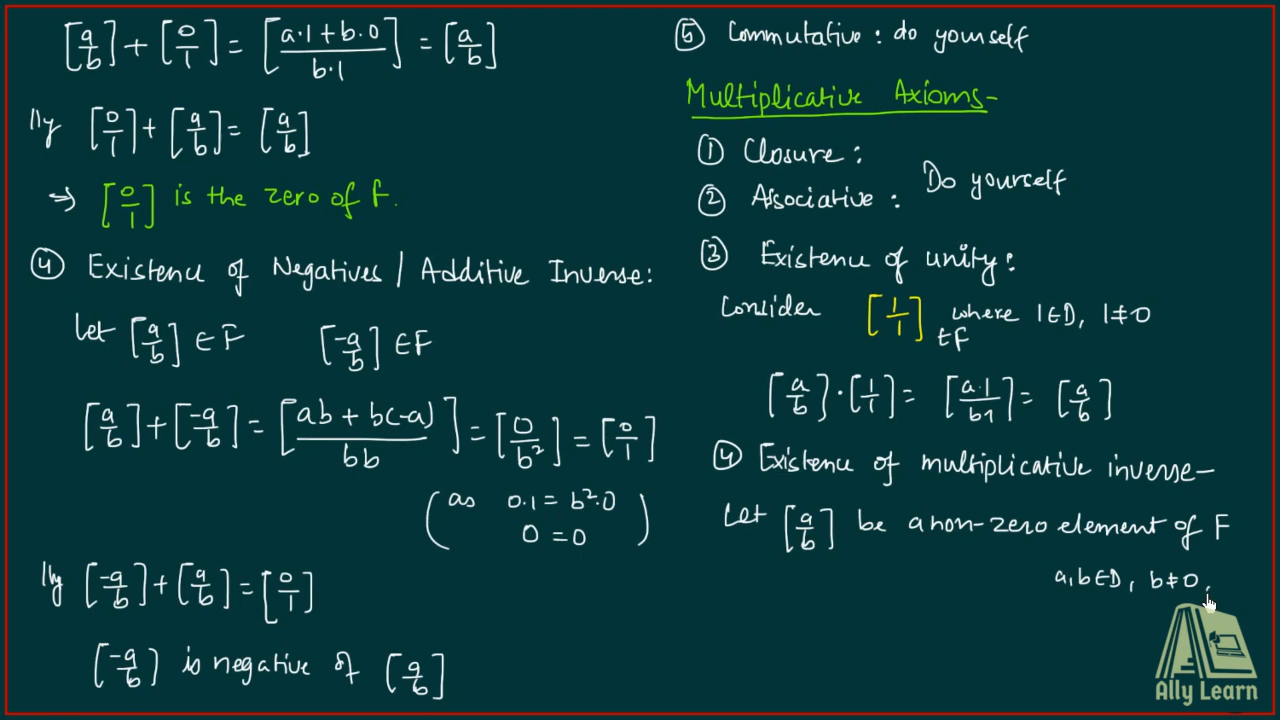 [a/b] + [0/1] = [a·1 + b·0 / b·1] = [a/b]
lly [0/1] + [a/b] = [a/b]
⇒ [0/1] is the zero of F.
④ Existence of Negatives / Additive Inverse:
Let [a/b] ∈ F [-a/b] ∈ F
[a/b] + [-a/b] = [ab + b(-a) / bb] = [0/b²] = [0/1]
(as 0·1 = b²·0
0 = 0)
lly [-a/b] + [a/b] = [0/1]
[-a/b] is negative of [a/b]
⑤ Commutative : do yourself
Multiplicative Axioms-
① Closure :
② Associative : Do yourself
③ Existence of unity :
Consider [1/1] ∈F where 1∈D, 1≠0
[a/b] · [1/1] = [a·1/b1] = [a/b]
④ Existence of multiplicative inverse-
Let [a/b] be a non-zero element of F
a,b∈D, b≠0,
Ally Learn